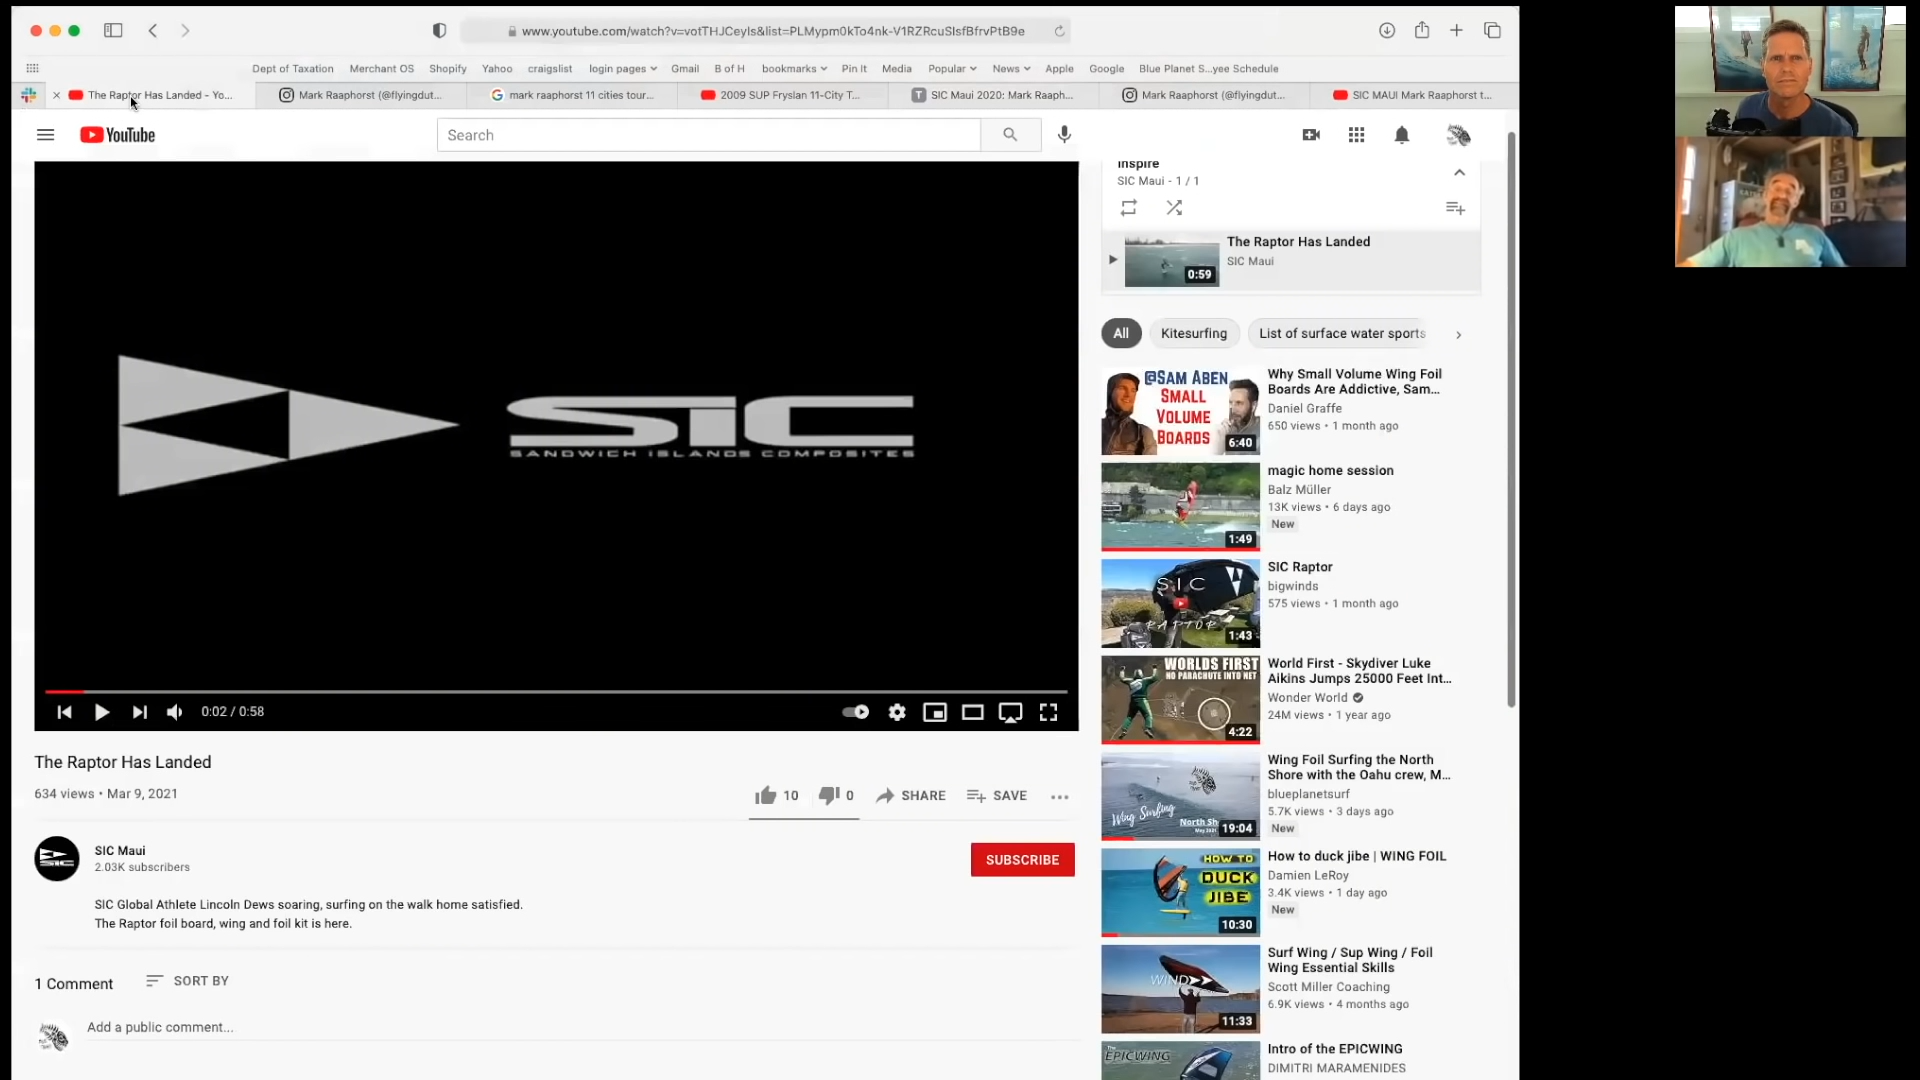 www.youtube.com/watch?v=votTHJCeyIs&list=PLMypm0kTo4nk-V1RZRcuSIsfBfrvPtB9e
Dept of Taxation Merchant OS Shopify Yahoo craigslist login pages Gmail B of H bookmarks Pin It Media Popular News Apple Google Blue Planet S...yee Schedule
The Raptor Has Landed - Yo... Mark Raaphorst (@flyingdut... mark raaphorst 11 cities tour... 2009 SUP Fryslan 11-City T... SIC Maui 2020: Mark Raaph... Mark Raaphorst (@flyingdut... SIC MAUI Mark Raaphorst t...
YouTube
Search
SIC
SANDWICH ISLANDS COMPOSITES
0:02 / 0:58
The Raptor Has Landed
634 views • Mar 9, 2021
10 0 SHARE SAVE
SIC Maui
2.03K subscribers
SUBSCRIBE
SIC Global Athlete Lincoln Dews soaring, surfing on the walk home satisfied.
The Raptor foil board, wing and foil kit is here.
1 Comment SORT BY
Add a public comment...
Inspire
SIC Maui - 1 / 1
The Raptor Has Landed
SIC Maui
0:59
All Kitesurfing List of surface water sports
@SAM ABEN
SMALL
VOLUME
BOARDS
6:40
Why Small Volume Wing Foil
Boards Are Addictive, Sam...
Daniel Graffe
650 views • 1 month ago
1:49
magic home session
Balz Müller
13K views • 6 days ago
New
SIC
RAPTOR
1:43
SIC Raptor
bigwinds
575 views • 1 month ago
WORLDS FIRST
NO PARACHUTE INTO NET
4:22
World First - Skydiver Luke
Aikins Jumps 25000 Feet Int...
Wonder World
24M views • 1 year ago
Wing Surfing
North Sh
19:04
Wing Foil Surfing the North
Shore with the Oahu crew, M...
blueplanetsurf
5.7K views • 3 days ago
New
HOW TO
DUCK
JIBE
10:30
How to duck jibe | WING FOIL
Damien LeRoy
3.4K views • 1 day ago
New
WIND
11:33
Surf Wing / Sup Wing / Foil
Wing Essential Skills
Scott Miller Coaching
6.9K views • 4 months ago
The
EPICWING
Intro of the EPICWING
DIMITRI MARAMENIDES